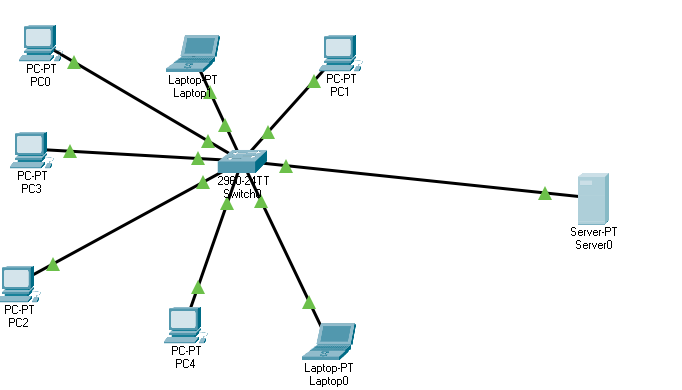 PC-PT
PC0
Laptop-PT
Laptop1
PC-PT
PC1
PC-PT
PC3
2960-24TT
Switch0
Server-PT
Server0
PC-PT
PC2
PC-PT
PC4
Laptop-PT
Laptop0